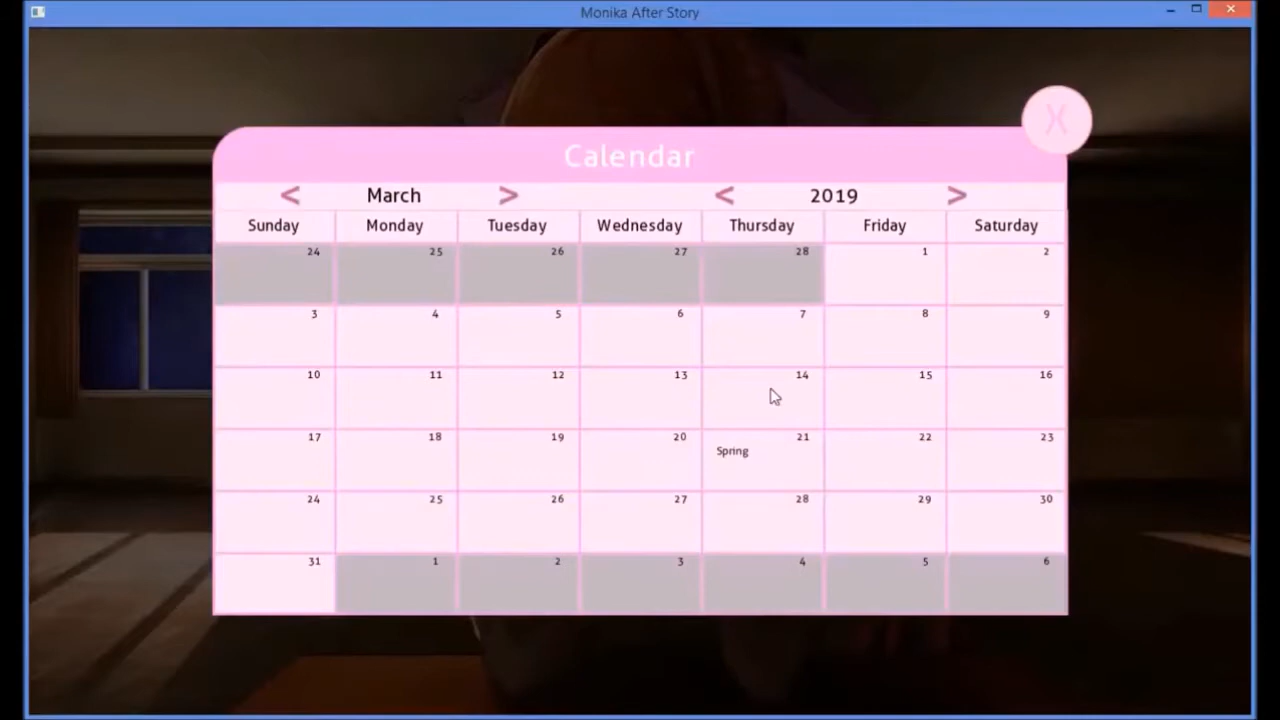 Monika After Story
X
Calendar
< March > < 2019 >
Sunday Monday Tuesday Wednesday Thursday Friday Saturday
24 25 26 27 28 1 2
3 4 5 6 7 8 9
10 11 12 13 14 15 16
17 18 19 20 21 22 23
Spring
24 25 26 27 28 29 30
31 1 2 3 4 5 6